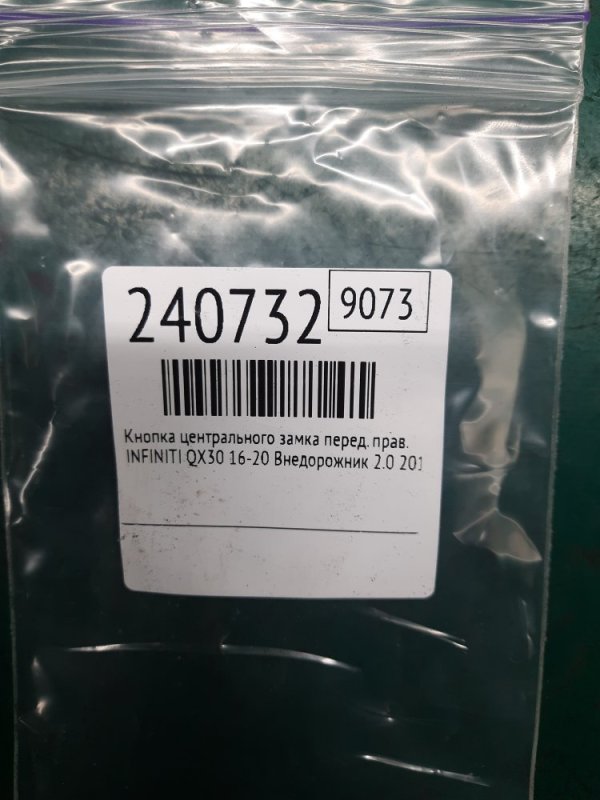 240732 9073
Кнопка центрального замка перед. прав.
INFINITI QX30 16-20 Внедорожник 2.0 201